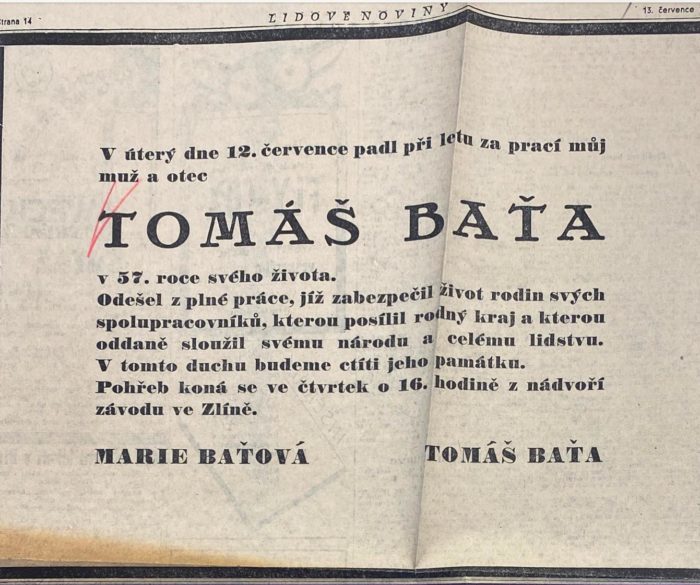 Strana 14
LIDOVÉ NOVINY
13. července
V úterý dne 12. července padl při letu za prací můj
muž a otec
TOMÁŠ BAŤA
v 57. roce svého života.
Odešel z plné práce, jíž zabezpečil život rodin svých
spolupracovníků, kterou posílil rodný kraj a kterou
oddaně sloužil svému národu a celému lidstvu.
V tomto duchu budeme ctíti jeho památku.
Pohřeb koná se ve čtvrtek o 16. hodině z nádvoří
závodu ve Zlíně.
MARIE BAŤOVÁ
TOMÁŠ BAŤA